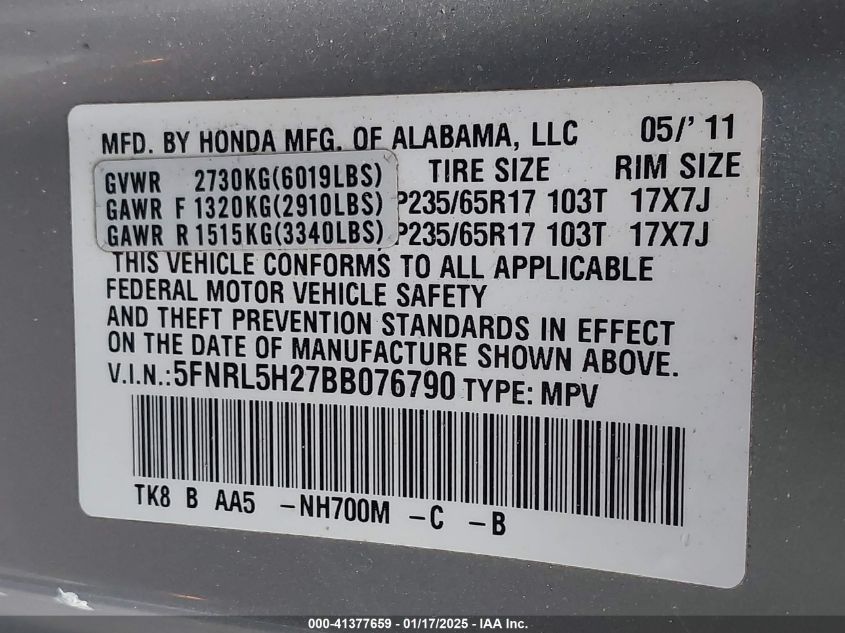 MFD. BY HONDA MFG. OF ALABAMA, LLC 05/' 11
GVWR 2730KG(6019LBS) TIRE SIZE RIM SIZE
GAWR F 1320KG(2910LBS) P235/65R17 103T 17X7J
GAWR R 1515KG(3340LBS) P235/65R17 103T 17X7J
THIS VEHICLE CONFORMS TO ALL APPLICABLE
FEDERAL MOTOR VEHICLE SAFETY
AND THEFT PREVENTION STANDARDS IN EFFECT
ON THE DATE OF MANUFACTURE SHOWN ABOVE.
V.I.N.:5FNRL5H27BB076790 TYPE: MPV
TK8 B AA5 -NH700M -C -B
000-41377659 - 01/17/2025 - IAA Inc.